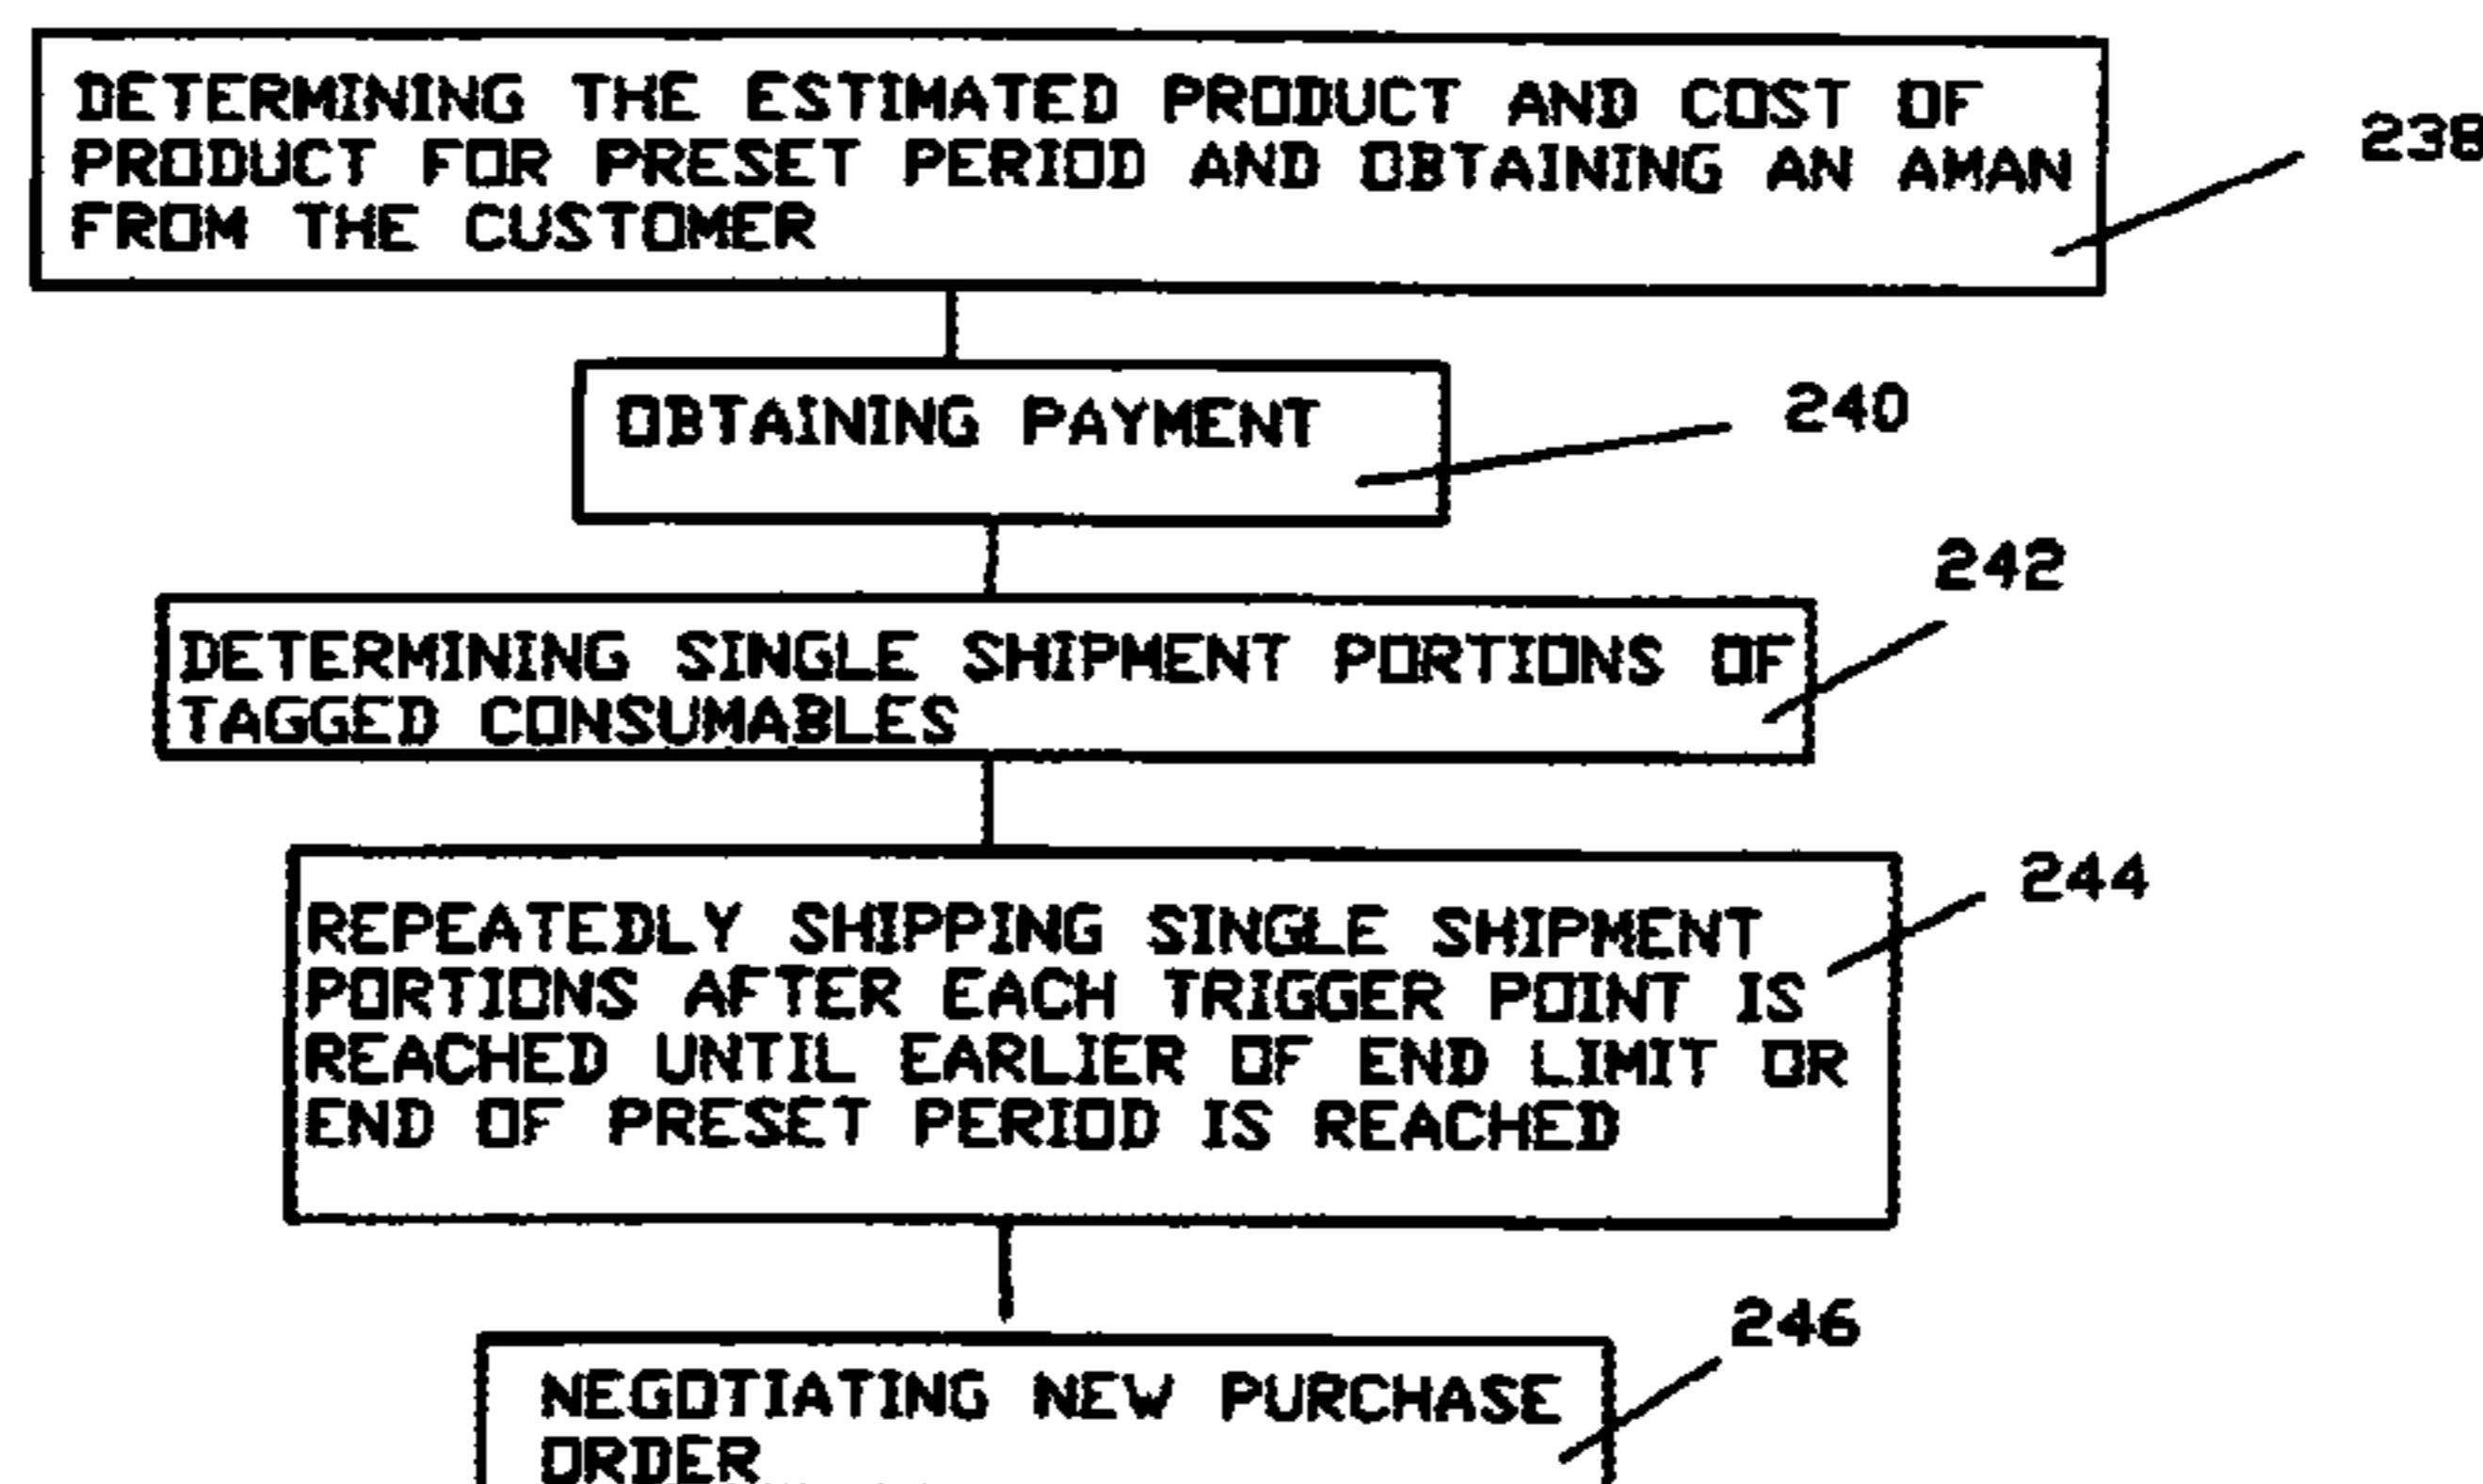 DETERMINING THE ESTIMATED PRODUCT AND COST OF
PRODUCT FOR PRESET PERIOD AND OBTAINING AN AMAN
FROM THE CUSTOMER
238
OBTAINING PAYMENT
240
242
DETERMINING SINGLE SHIPMENT PORTIONS OF
TAGGED CONSUMABLES
244
REPEATEDLY SHIPPING SINGLE SHIPMENT
PORTIONS AFTER EACH TRIGGER POINT IS
REACHED UNTIL EARLIER OF END LIMIT OR
END OF PRESET PERIOD IS REACHED
246
NEGOTIATING NEW PURCHASE
ORDER